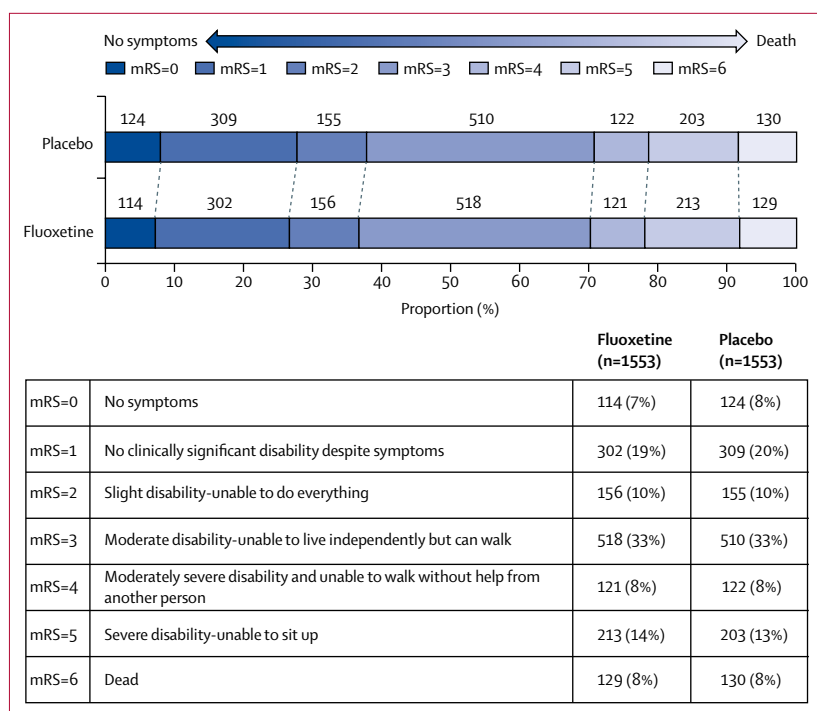 No symptoms Death
mRS=0 mRS=1 mRS=2 mRS=3 mRS=4 mRS=5 mRS=6
124 309 155 510 122 203 130
Placebo
114 302 156 518 121 213 129
Fluoxetine
0 10 20 30 40 50 60 70 80 90 100
Proportion (%)
Fluoxetine Placebo
(n=1553) (n=1553)
mRS=0 No symptoms 114 (7%) 124 (8%)
mRS=1 No clinically significant disability despite symptoms 302 (19%) 309 (20%)
mRS=2 Slight disability-unable to do everything 156 (10%) 155 (10%)
mRS=3 Moderate disability-unable to live independently but can walk 518 (33%) 510 (33%)
mRS=4 Moderately severe disability and unable to walk without help from
another person 121 (8%) 122 (8%)
mRS=5 Severe disability-unable to sit up 213 (14%) 203 (13%)
mRS=6 Dead 129 (8%) 130 (8%)